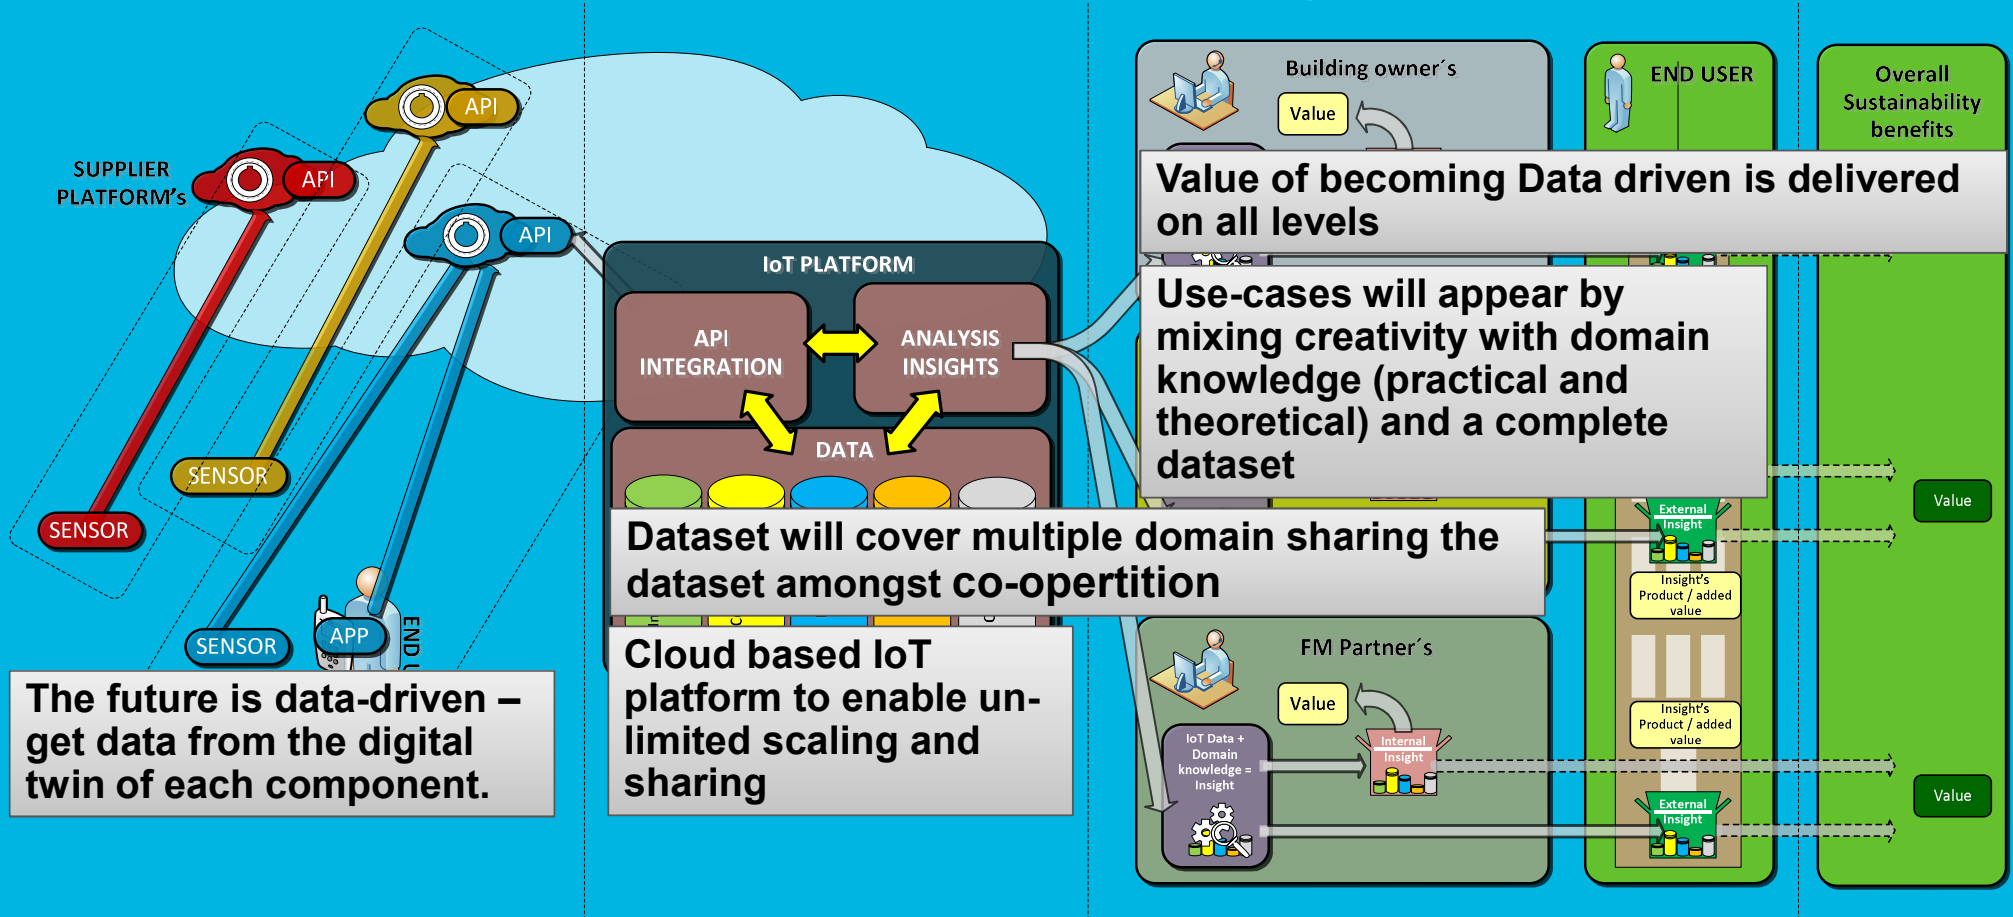 SUPPLIER
PLATFORM's
API
API
API
SENSOR
SENSOR
SENSOR
APP
END
The future is data-driven –
get data from the digital
twin of each component.
IoT PLATFORM
API
INTEGRATION
ANALYSIS
INSIGHTS
DATA
Dataset will cover multiple domain sharing the
dataset amongst co-opertition
Cloud based IoT
platform to enable un-
limited scaling and
sharing
Building owner´s
Value
Value of becoming Data driven is delivered
on all levels
Use-cases will appear by
mixing creativity with domain
knowledge (practical and
theoretical) and a complete
dataset
FM Partner´s
Value
IoT Data +
Domain
knowledge =
Insight
Internal
Insight
END USER
External
Insight
Insight's
Product / added
value
Insight's
Product / added
value
External
Insight
Overall
Sustainability
benefits
Value
Value